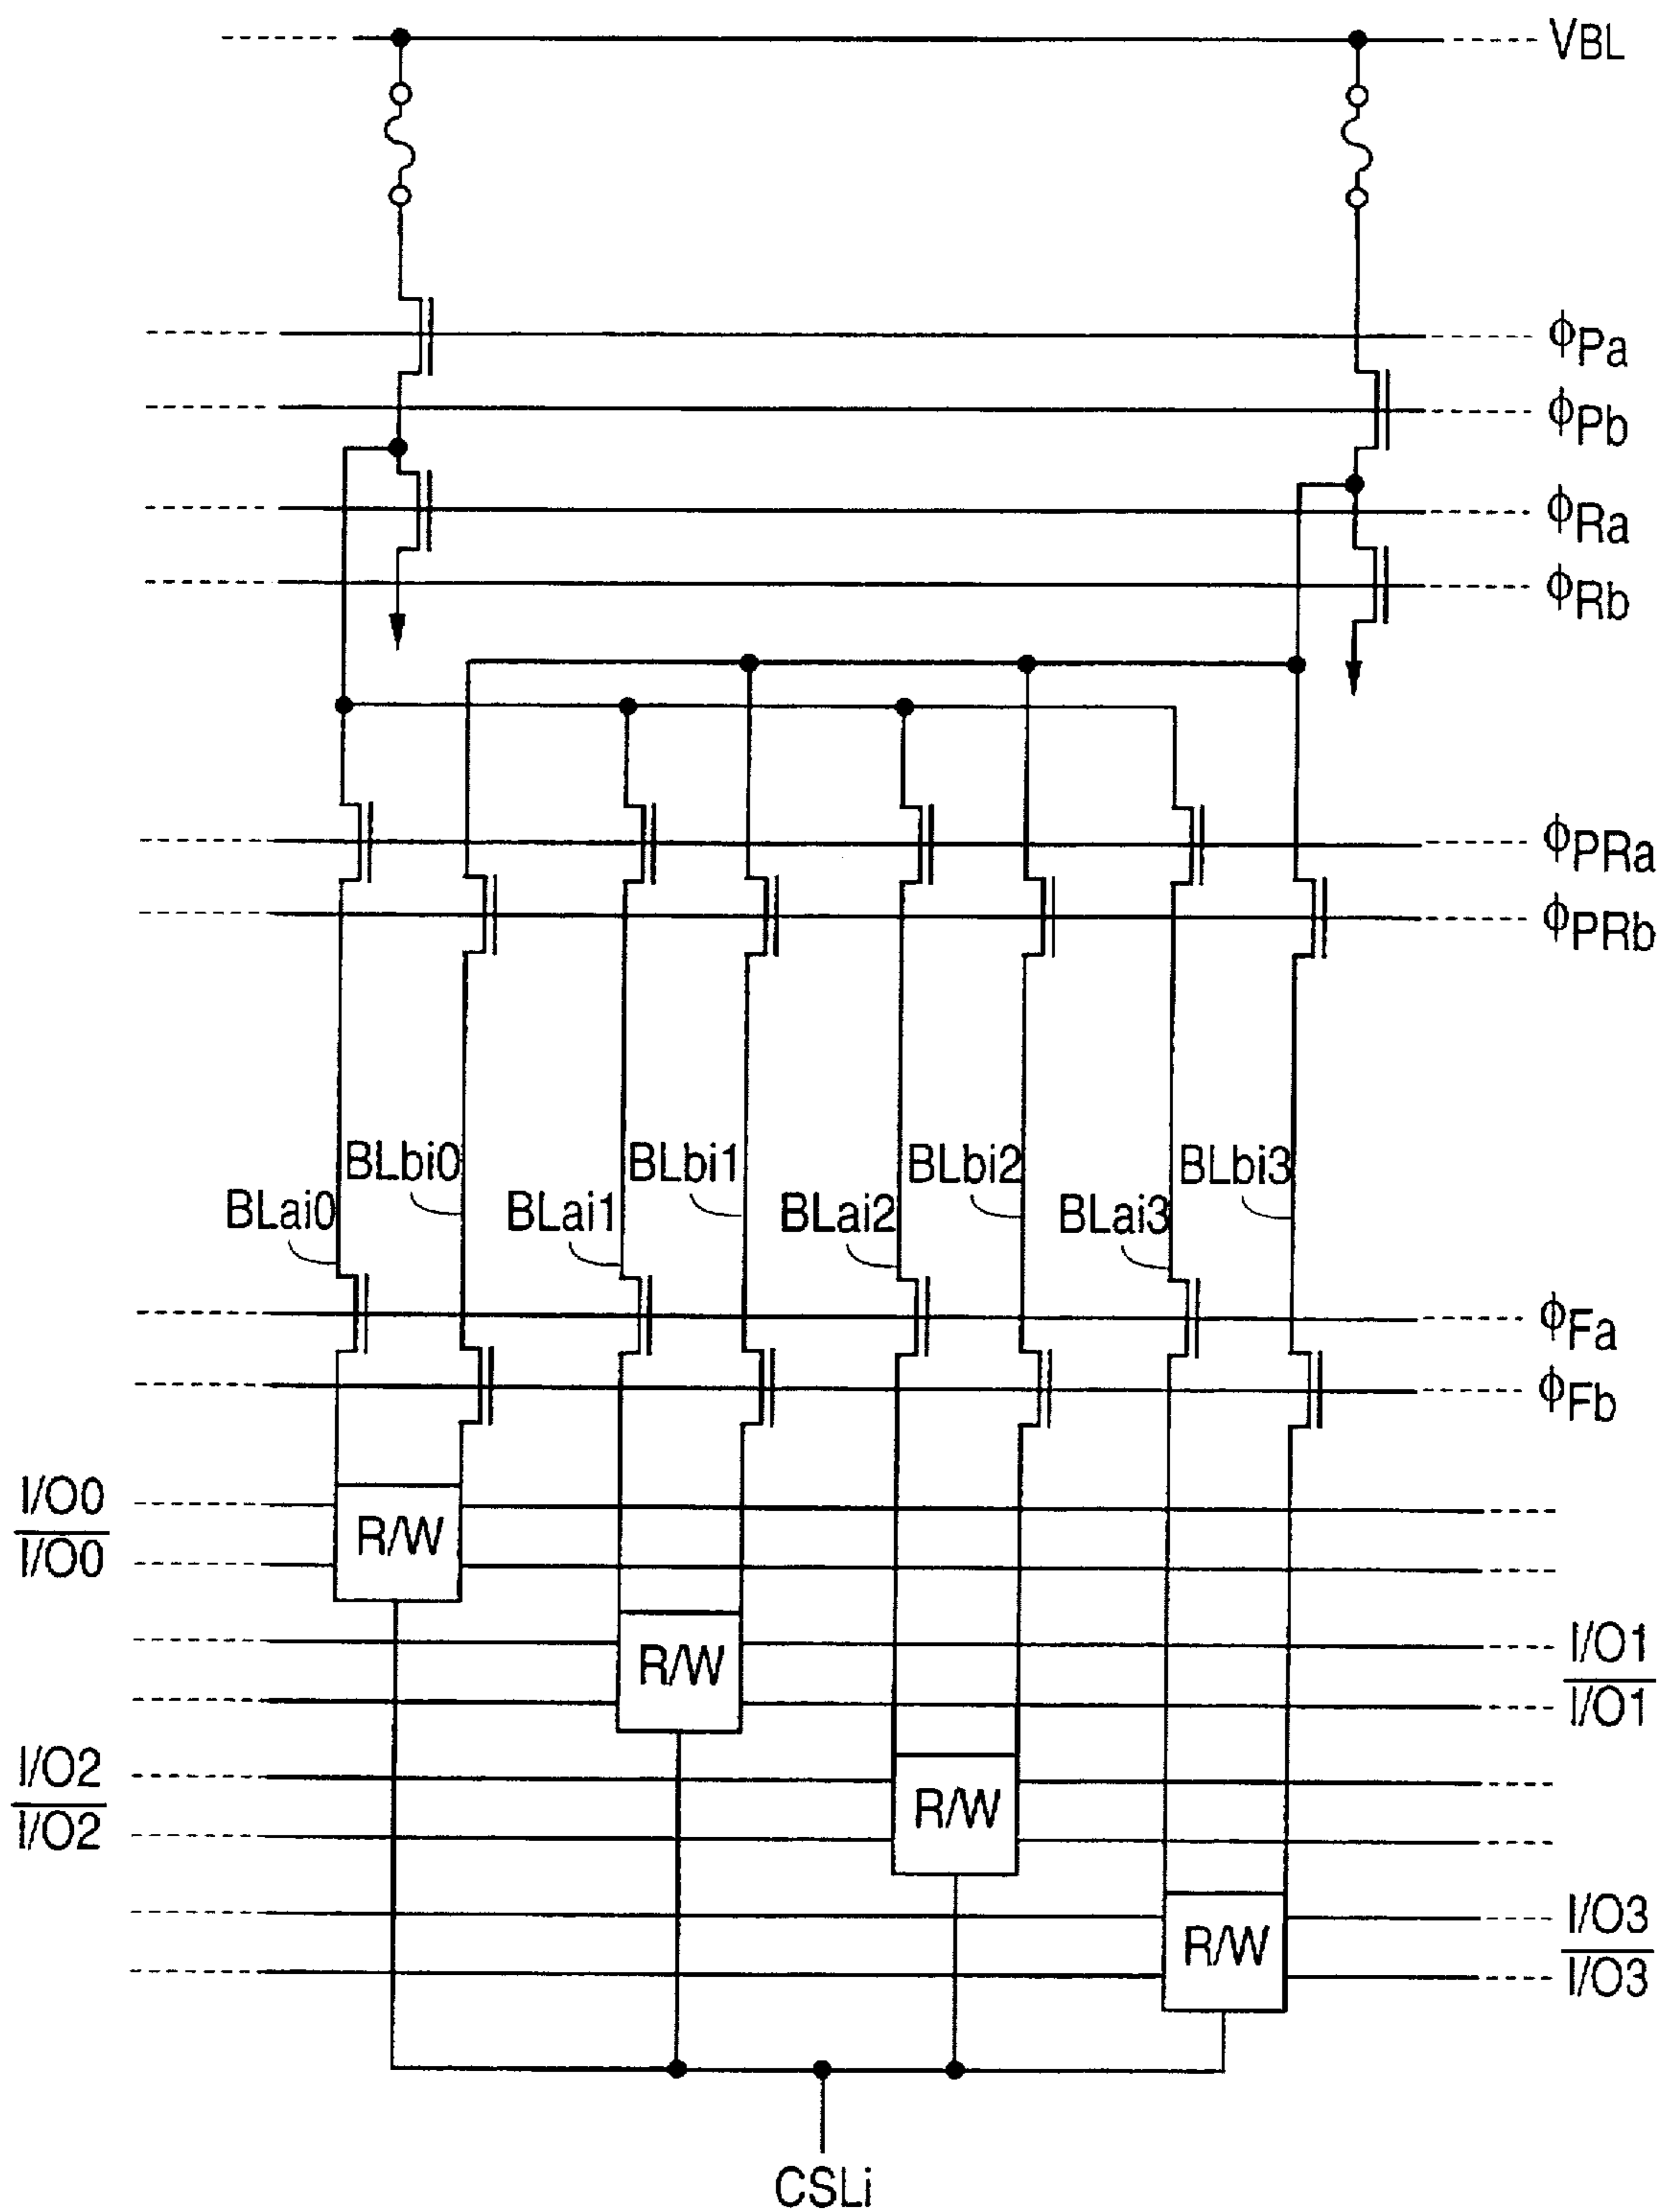 VBL
ϕPa
ϕPb
ϕRa
ϕRb
ϕPRa
ϕPRb
BLai0
BLbi0
BLai1
BLbi1
BLai2
BLbi2
BLai3
BLbi3
ϕFa
ϕFb
I/O0
I/O0
R/W
R/W
I/O1
I/O1
I/O2
I/O2
R/W
R/W
I/O3
I/O3
CSLi